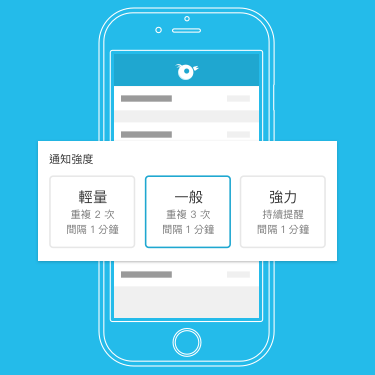 通知強度
輕量
重複 2 次
間隔 1 分鐘
一般
重複 3 次
間隔 1 分鐘
強力
持續提醒
間隔 1 分鐘